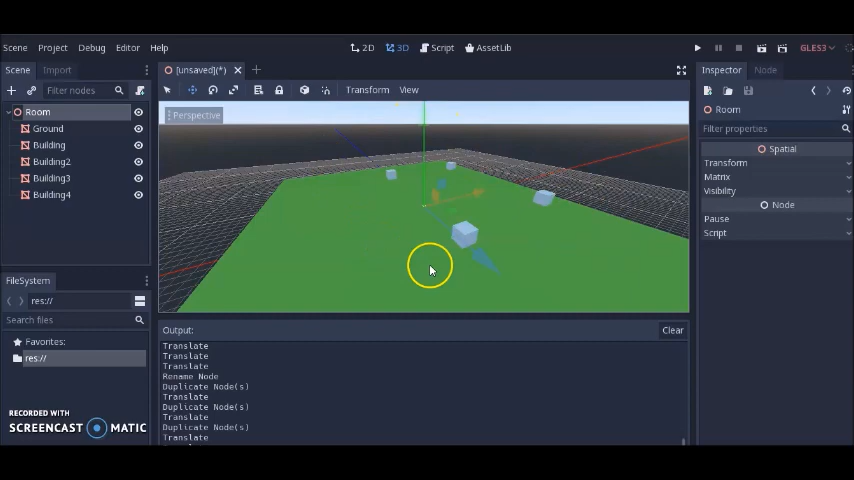 Scene Project Debug Editor Help 2D 3D Script AssetLib GLES3
Scene Import [unsaved](*) Inspector Node
Filter nodes Transform View
Room Perspective Room
Ground Filter properties
Building Spatial
Building2 Transform
Building3 Matrix
Building4 Visibility
Node
Pause
Script
FileSystem
res://
Search files Output: Clear
Favorites:
res://
Translate
Translate
Translate
Rename Node
Duplicate Node(s)
Translate
Duplicate Node(s)
Translate
Duplicate Node(s)
Translate
RECORDED WITH
SCREENCAST MATIC